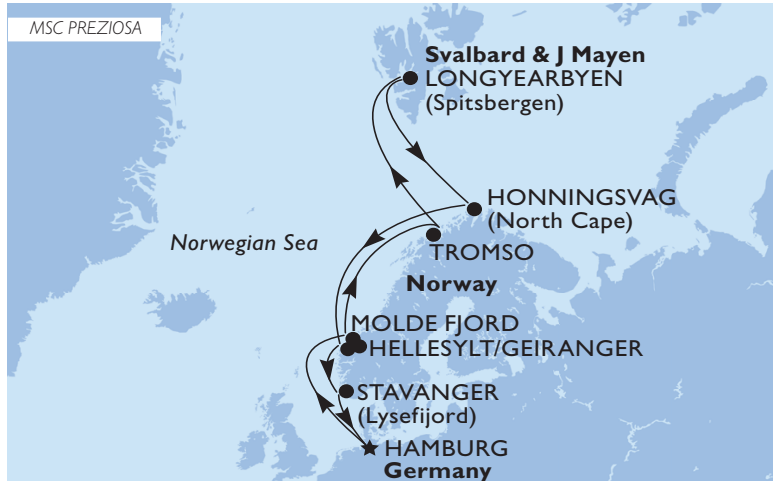 MSC PREZIOSA
Svalbard & J Mayen
LONGYEARBYEN
(Spitsbergen)
HONNINGSVAG
(North Cape)
Norwegian Sea
TROMSO
Norway
MOLDE FJORD
HELLESYLT/GEIRANGER
STAVANGER
(Lysefijord)
HAMBURG
Germany